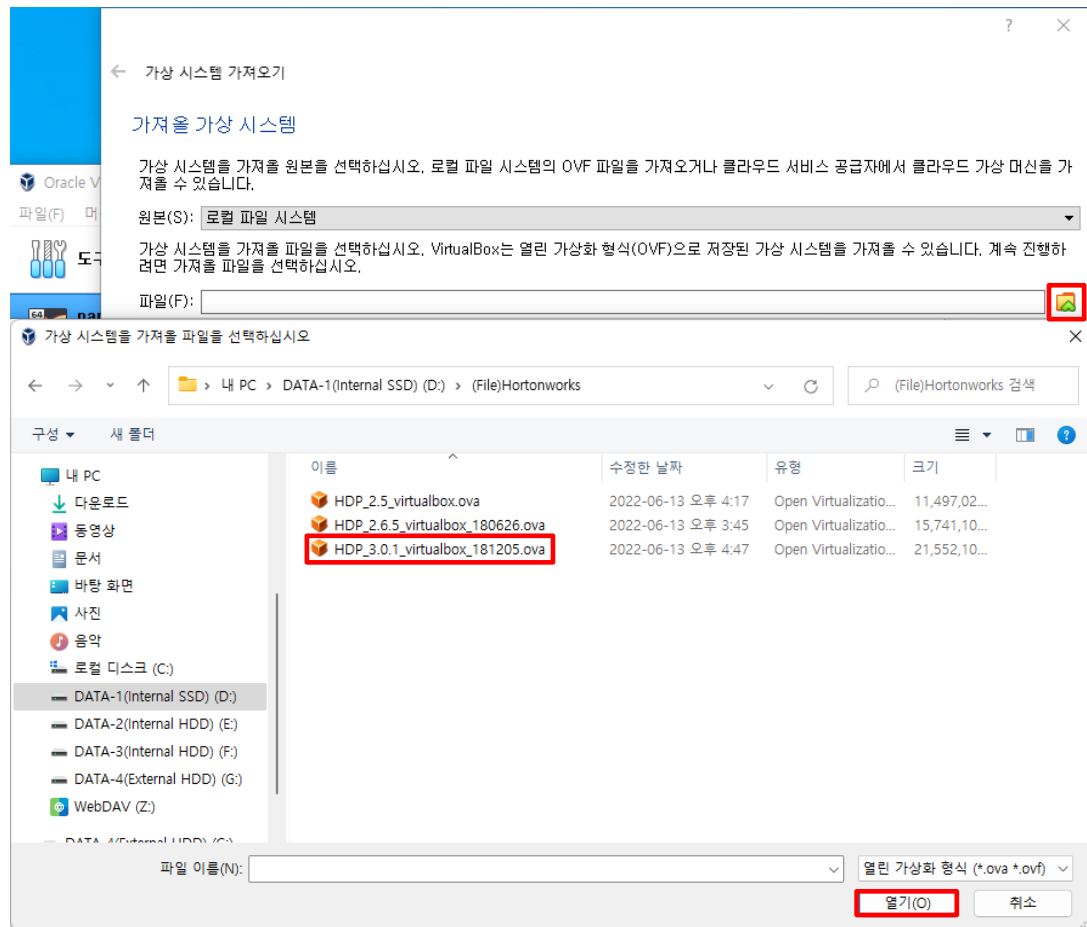 ?
가상 시스템 가져오기
가져올 가상 시스템
가상 시스템을 가져올 원본을 선택하십시오. 로컬 파일 시스템의 OVF 파일을 가져오거나 클라우드 서비스 공급자에서 클라우드 가상 머신을 가
져올 수 있습니다.
Oracle V
파일(F) 머
원본(S): 로컬 파일 시스템
가상 시스템을 가져올 파일을 선택하십시오. VirtualBox는 열린 가상화 형식(OVF)으로 저장된 가상 시스템을 가져올 수 있습니다. 계속 진행하
려면 가져올 파일을 선택하십시오.
도구
파일(F):
64
가상 시스템을 가져올 파일을 선택하십시오
내 PC > DATA-1(Internal SSD) (D:) > (File)Hortonworks
(File)Hortonworks 검색
구성 새 폴더
이름 수정한 날짜 유형 크기
내 PC
다운로드
동영상
문서
바탕 화면
사진
음악
로컬 디스크 (C:)
DATA-1(Internal SSD) (D:)
DATA-2(Internal HDD) (E:)
DATA-3(Internal HDD) (F:)
DATA-4(External HDD) (G:)
WebDAV (Z:)
HDP_2.5_virtualbox.ova 2022-06-13 오후 4:17 Open Virtualizatio... 11,497,02...
HDP_2.6.5_virtualbox_180626.ova 2022-06-13 오후 3:45 Open Virtualizatio... 15,741,10...
HDP_3.0.1_virtualbox_181205.ova 2022-06-13 오후 4:47 Open Virtualizatio... 21,552,10...
파일 이름(N):
열린 가상화 형식 (*.ova *.ovf)
열기(O) 취소